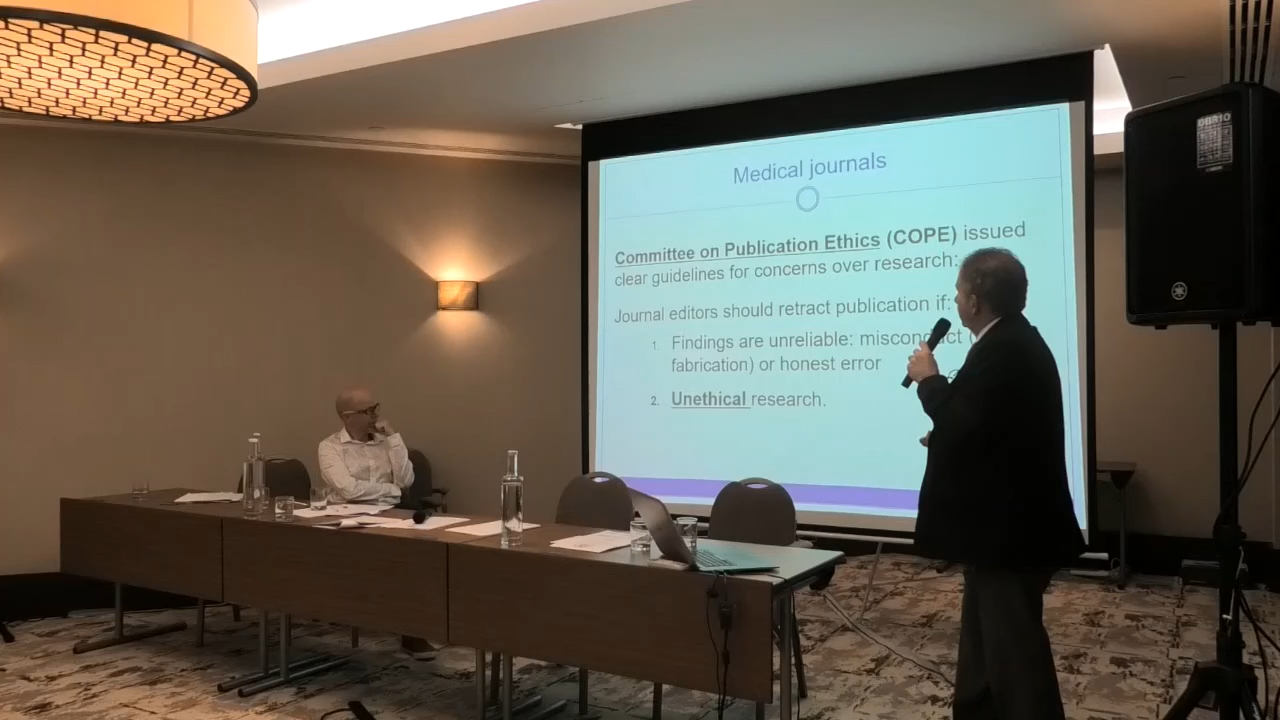 Medical journals
Committee on Publication Ethics (COPE) issued
clear guidelines for concerns over research:
Journal editors should retract publication if:
1. Findings are unreliable: misconduct (
fabrication) or honest error
2. Unethical research.
DBR10